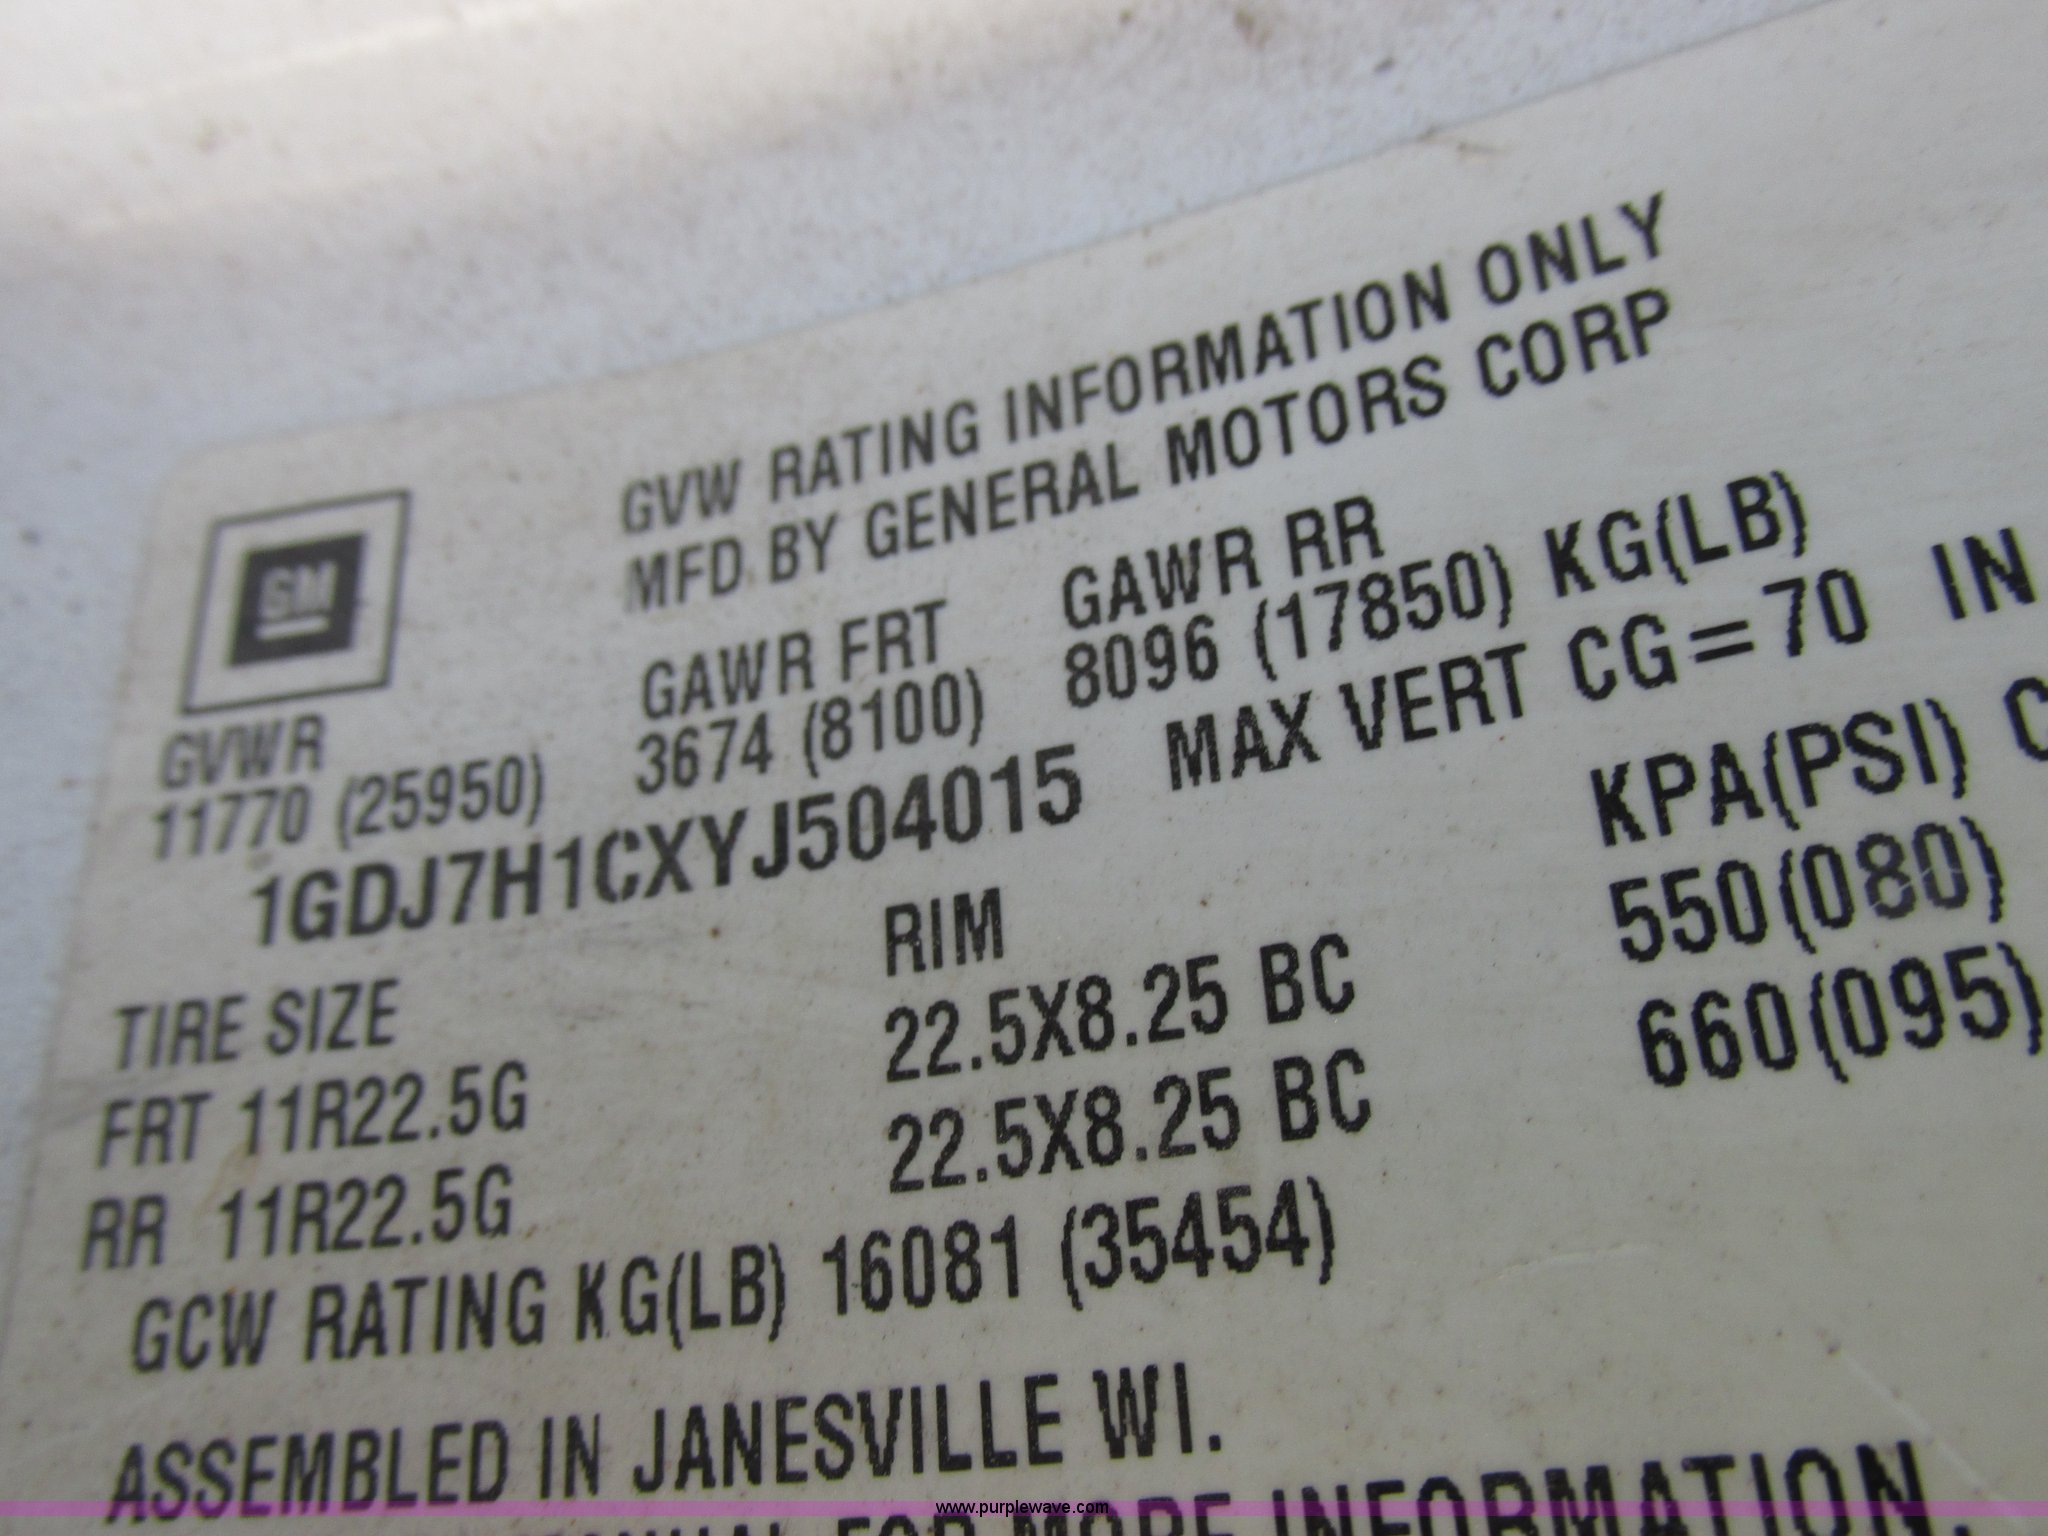 GM
GVW RATING INFORMATION ONLY
MFD BY GENERAL MOTORS CORP
GVWR GAWR FRT GAWR RR
11770 (25950) 3674 (8100) 8096 (17850) KG(LB)
1GDJ7H1CXYJ504015 MAX VERT CG=70 IN
TIRE SIZE RIM KPA(PSI) C
FRT 11R22.5G 22.5X8.25 BC 550(080)
RR 11R22.5G 22.5X8.25 BC 660(095)
GCW RATING KG(LB) 16081 (35454)
ASSEMBLED IN JANESVILLE WI.
FOR MORE INFORMATION.
www.purplewave.com